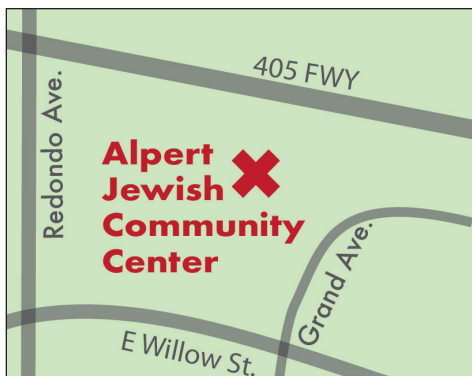 405 FWY
Redondo Ave.
Alpert
Jewish
Community
Center
Grand Ave.
E Willow St.